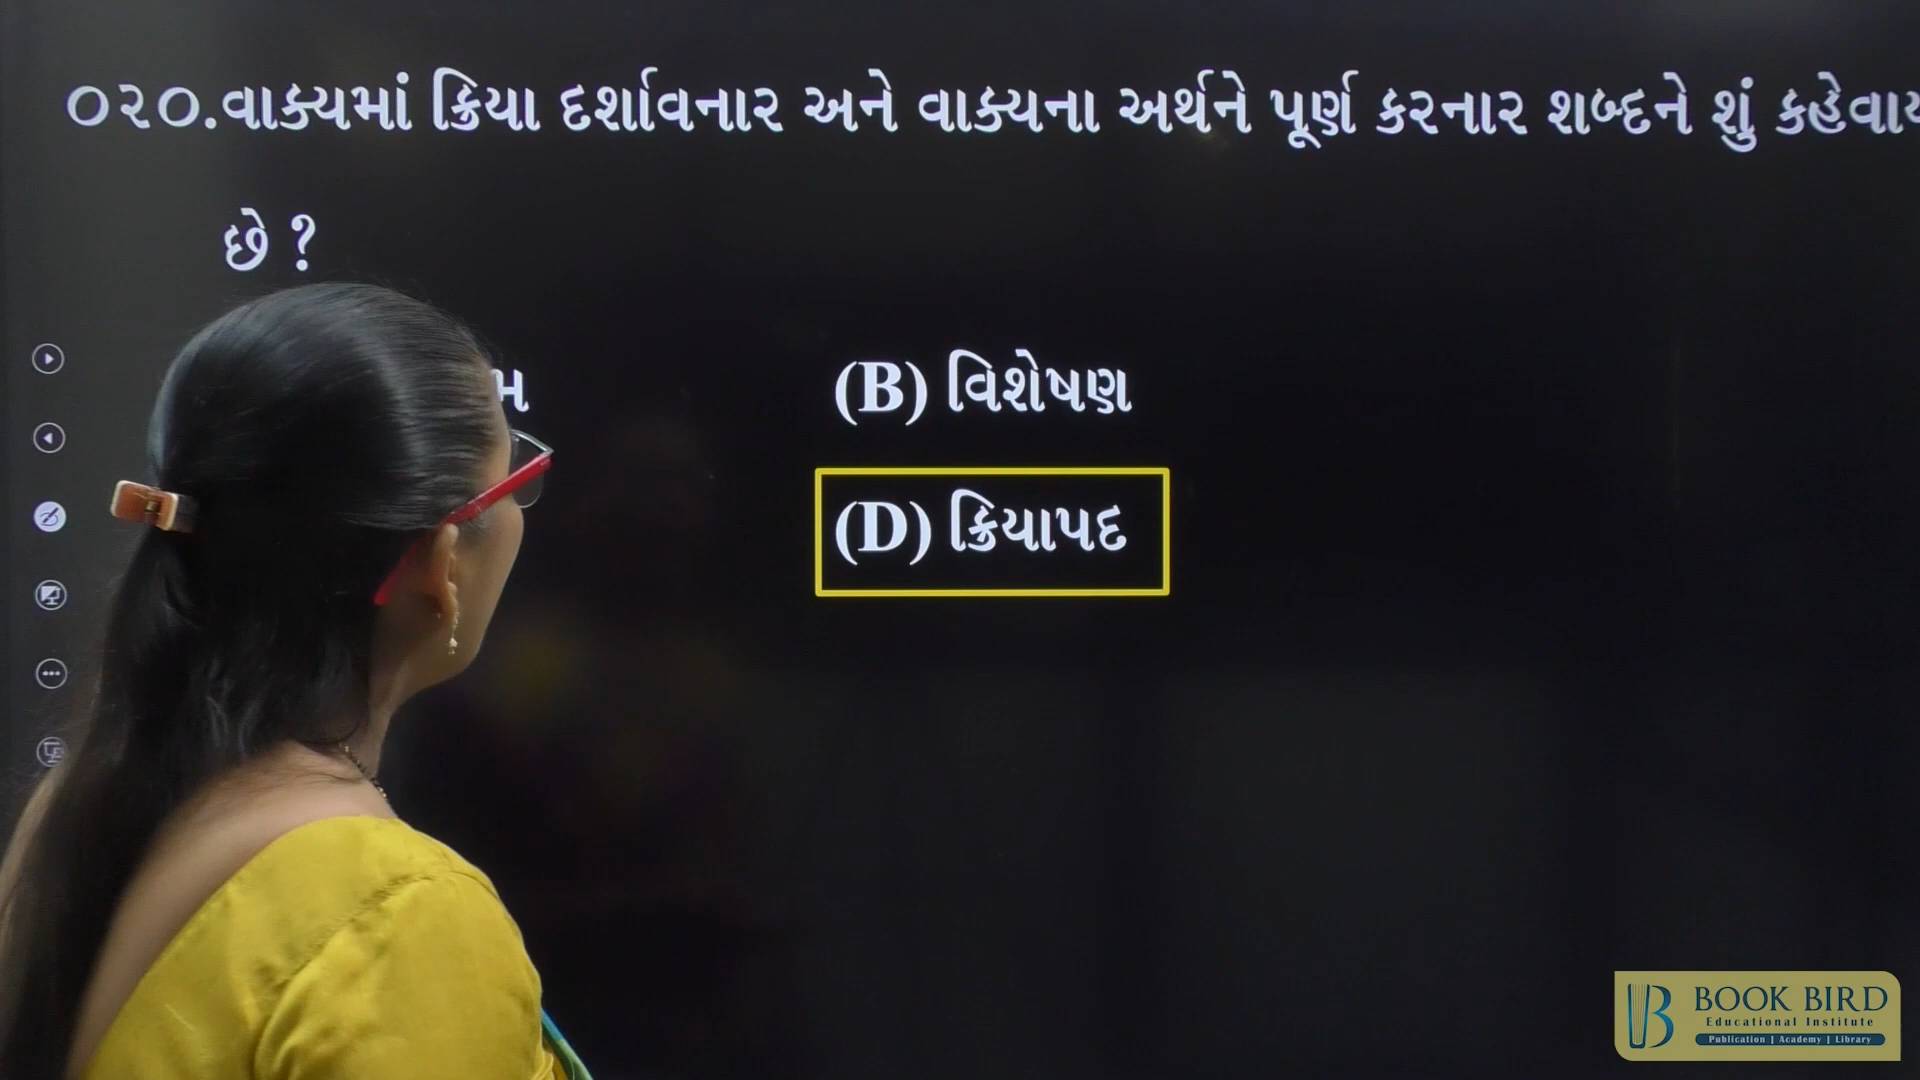 ૦૨૦.વાક્યમાં ક્રિયા દર્શાવનાર અને વાક્યના અર્થને પૂર્ણ કરનાર શબ્દને શું કહેવાય
છે ?
(B) વિશેષણ
(D) ક્રિયાપદ
BOOK BIRD
Educational Institute
Publication | Academy | Library